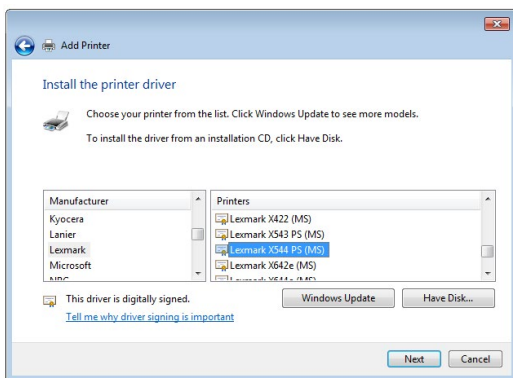 Add Printer
Install the printer driver
Choose your printer from the list. Click Windows Update to see more models.
To install the driver from an installation CD, click Have Disk.
Manufacturer
Kyocera
Lanier
Lexmark
Microsoft
Printers
Lexmark X422 (MS)
Lexmark X543 PS (MS)
Lexmark X544 PS (MS)
Lexmark X642e (MS)
This driver is digitally signed.
Tell me why driver signing is important
Windows Update
Have Disk...
Next
Cancel